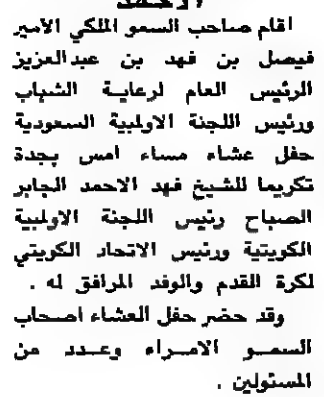 الأحمد
اقام صاحب السمو الملكي الأمير
فيصل بن فهد بن عبدالعزيز
الرئيس العام لرعاية الشباب
ورئيس اللجنة الاولمبية السعودية
حفل عشاء مساء امس بجدة
تكريما للشيخ فهد الاحمد الجابر
الصباح رئيس اللجنة الاولمبية
الكويتية ورئيس الاتحاد الكويتي
لكرة القدم والوفد المرافق له .
وقد حضر حفل العشاء اصحاب
السمو الامراء وعدد من
المسئولين .